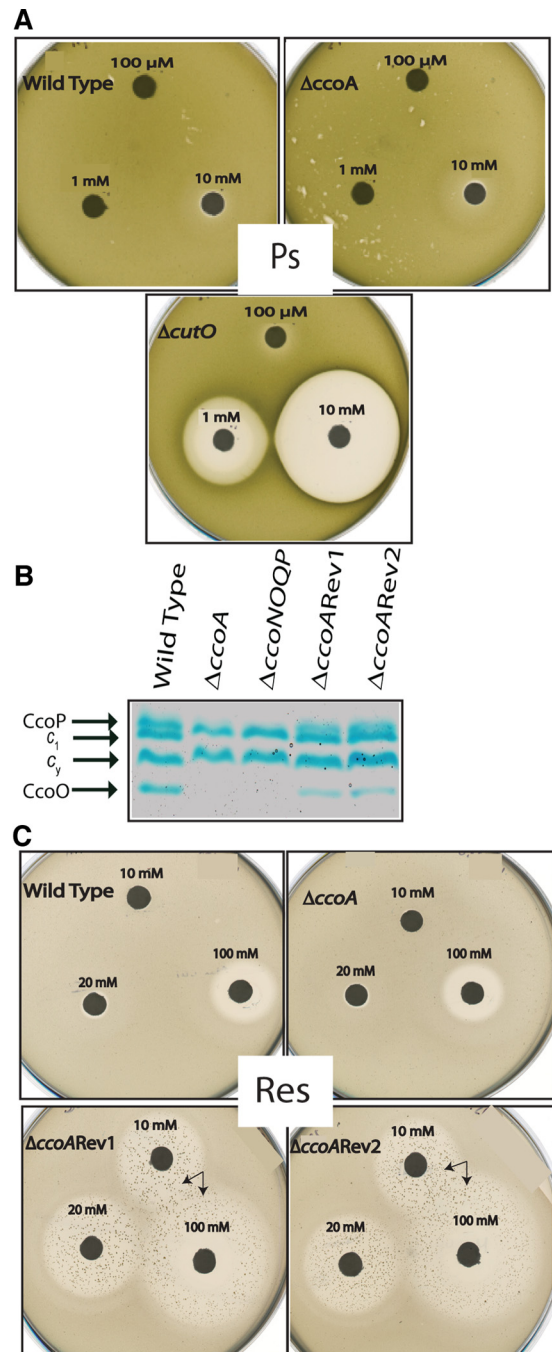 A
Wild Type
100 µM
1 mM
10 mM
ΔccoA
100 µM
1 mM
10 mM
Ps
ΔcutO
100 µM
1 mM
10 mM
B
Wild Type
ΔccoA
ΔccoNOQP
ΔccoARev1
ΔccoARev2
CcoP
c1
cy
CcoO
C
Wild Type
10 mM
20 mM
100 mM
ΔccoA
10 mM
20 mM
100 mM
Res
ΔccoARev1
10 mM
20 mM
100 mM
ΔccoARev2
10 mM
20 mM
100 mM